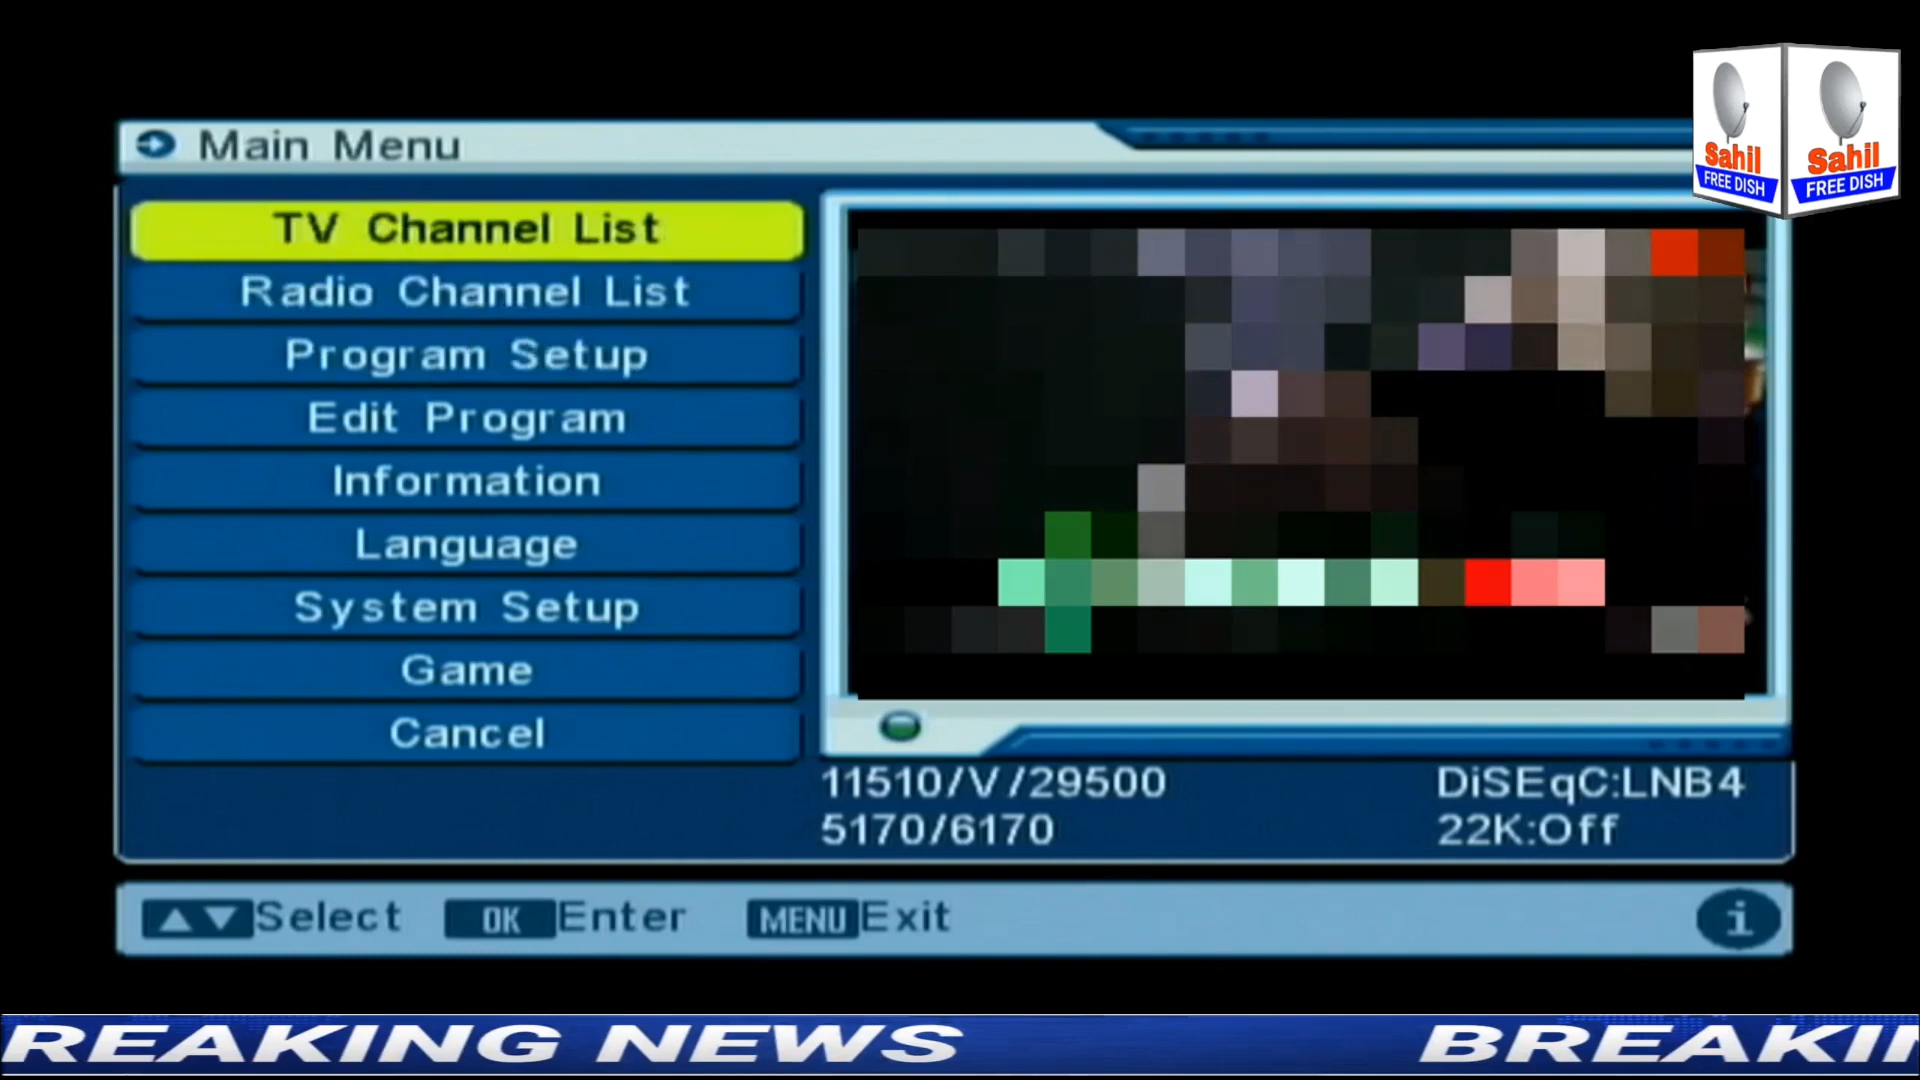 Main Menu
Sahil
FREE DISH
Sahil
FREE DISH
TV Channel List
Radio Channel List
Program Setup
Edit Program
Information
Language
System Setup
Game
Cancel
11510/V/29500
DiSEqC:LNB4
5170/6170
22K:Off
▲▼Select
OK Enter
MENU Exit
i
REAKING NEWS
BREAKIN